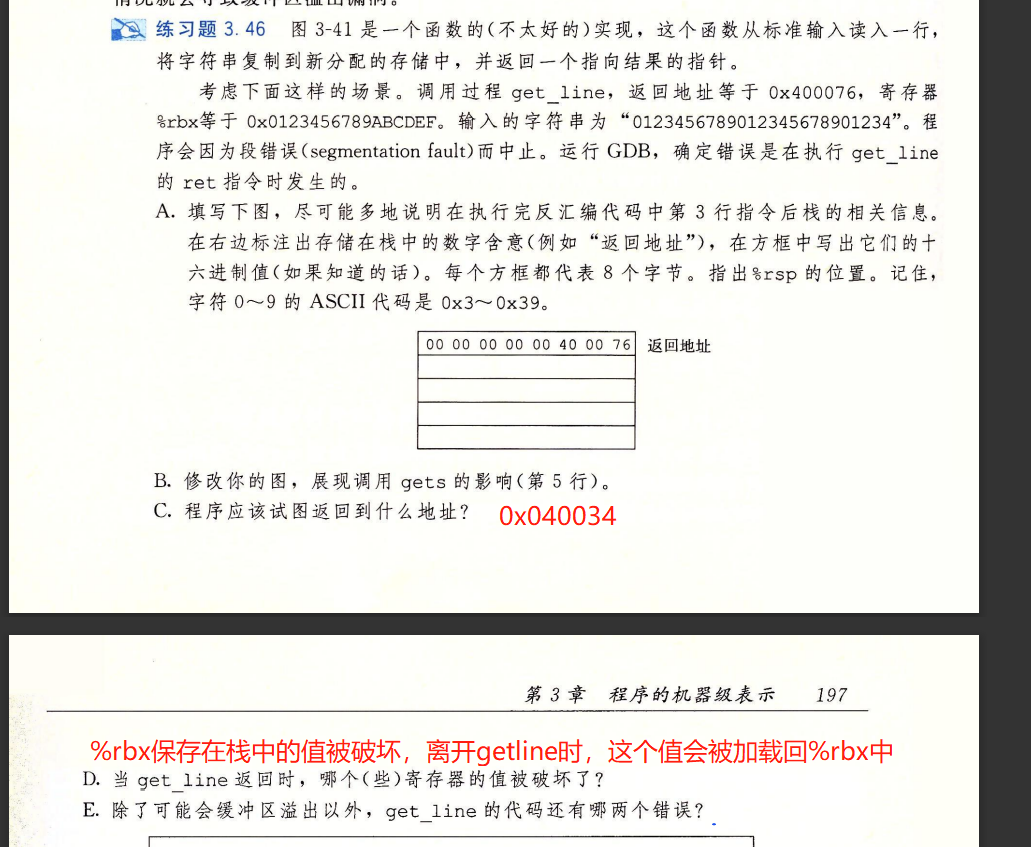 情况就会导致缓冲区溢出漏洞。
练习题 3.46 图 3-41 是一个函数的(不太好的)实现，这个函数从标准输入读入一行，
将字符串复制到新分配的存储中，并返回一个指向结果的指针。
考虑下面这样的场景。调用过程 get_line，返回地址等于 0x400076，寄存器
%rbx等于 0x0123456789ABCDEF。输入的字符串为 “0123456789012345678901234”。程
序会因为段错误(segmentation fault)而中止。运行 GDB，确定错误是在执行 get_line
的 ret 指令时发生的。
A. 填写下图，尽可能多地说明在执行完反汇编代码中第 3 行指令后栈的相关信息。
在右边标注出存储在栈中的数字含意(例如 “返回地址”)，在方框中写出它们的十
六进制值(如果知道的话)。每个方框都代表 8 个字节。指出%rsp 的位置。记住，
字符 0～9 的 ASCII 代码是 0x3～0x39。
00 00 00 00 00 40 00 76 返回地址
B. 修改你的图，展现调用 gets 的影响(第 5 行)。
C. 程序应该试图返回到什么地址? 0x040034
第 3 章 程序的机器级表示 197
%rbx保存在栈中的值被破坏，离开getline时，这个值会被加载回%rbx中
D. 当 get_line 返回时，哪个(些)寄存器的值被破坏了?
E. 除了可能会缓冲区溢出以外，get_line 的代码还有哪两个错误?